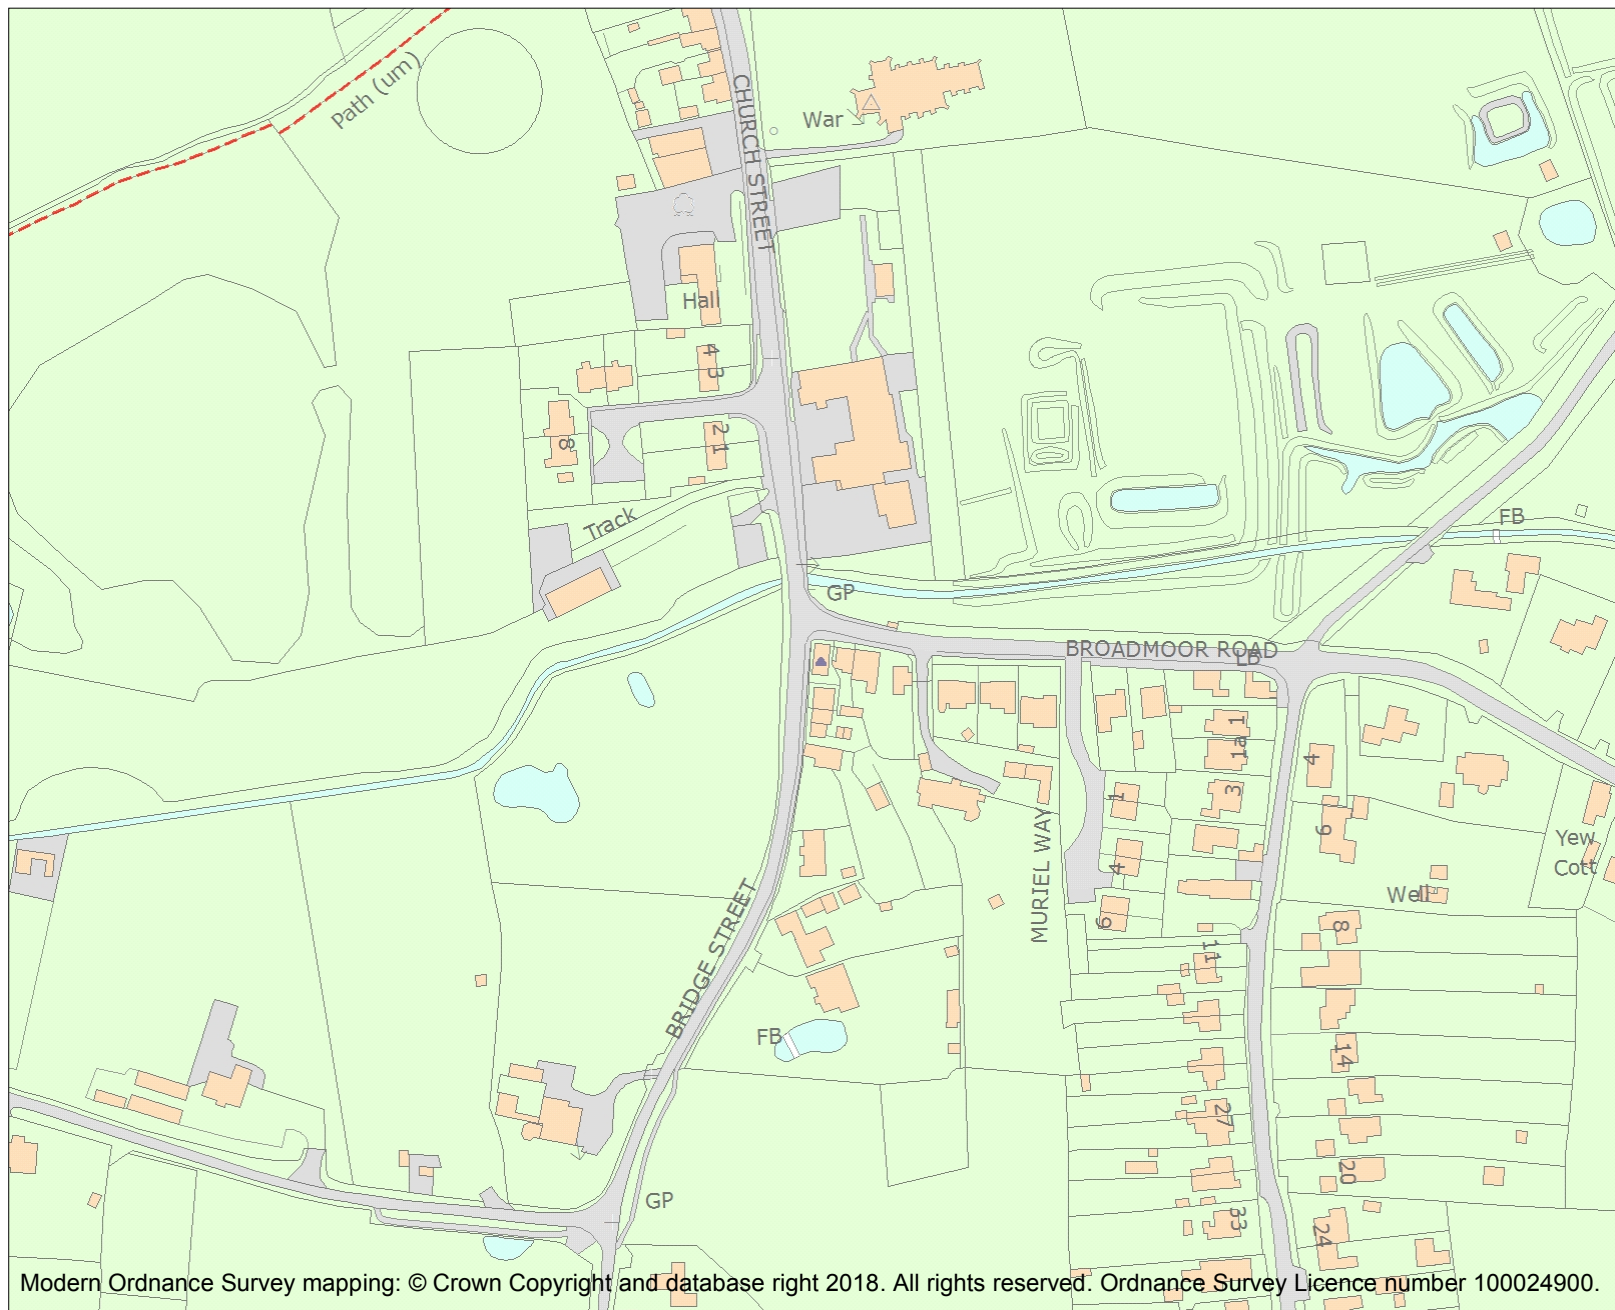 Path (um)
CHURCH STREET
War
Hall
4
3
8
2
1
Track
FB
GP
BROADMOOR ROAD
LB
1
1a
4
3
1
6
Yew
Cott
MURIEL WAY
4
Well
6
8
11
BRIDGE STREET
FB
14
27
20
GP
33
24
Modern Ordnance Survey mapping: © Crown Copyright and database right 2018. All rights reserved. Ordnance Survey Licence number 100024900.